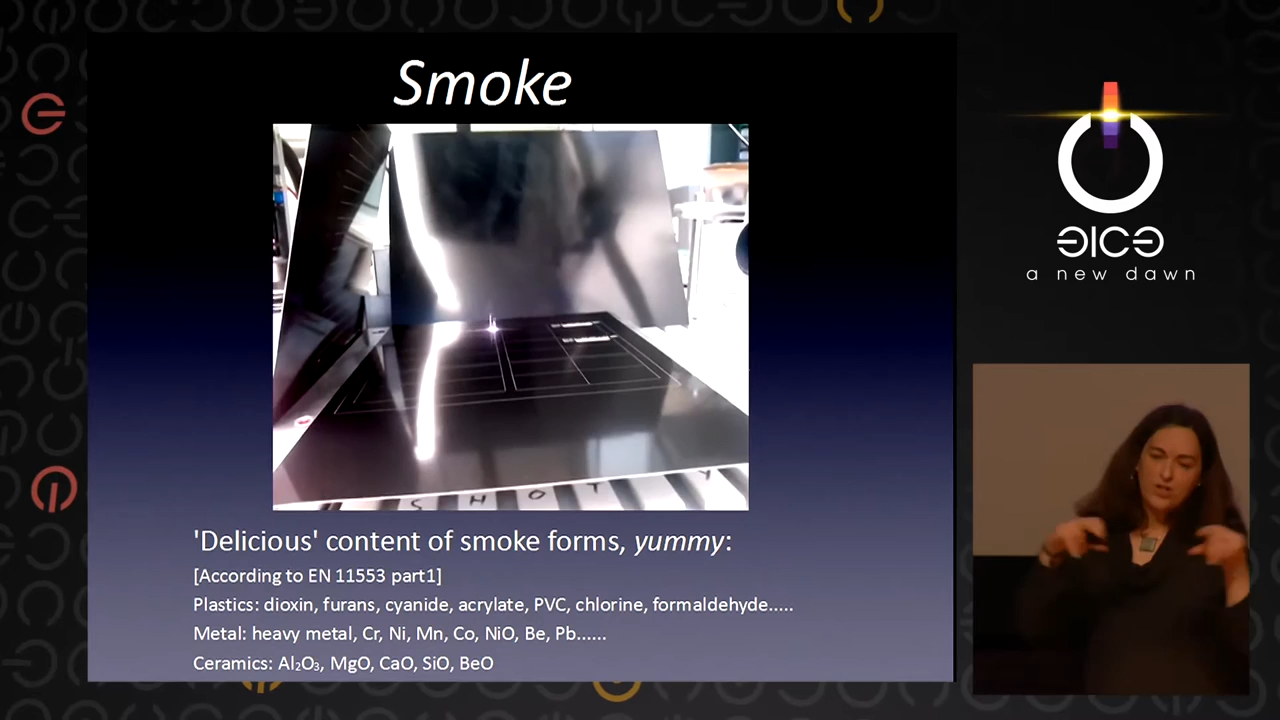 Smoke
S H O T Y
'Delicious' content of smoke forms, yummy:
[According to EN 11553 part1]
Plastics: dioxin, furans, cyanide, acrylate, PVC, chlorine, formaldehyde.....
Metal: heavy metal, Cr, Ni, Mn, Co, NiO, Be, Pb......
Ceramics: Al₂O₃, MgO, CaO, SiO, BeO
ƎICƎ
a new dawn